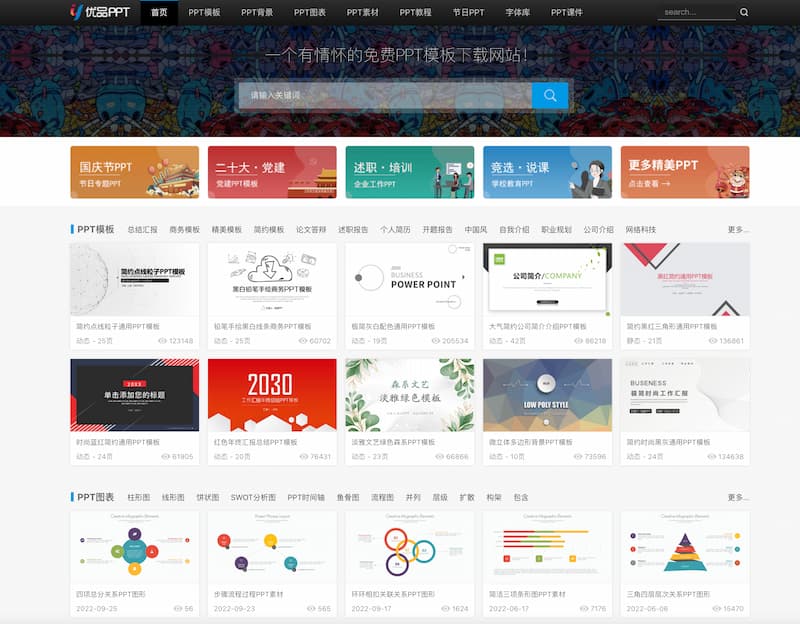 优品PPT 首页 PPT模板 PPT背景 PPT图表 PPT素材 PPT教程 节日PPT 字体库 PPT课件 search...
一个有情怀的免费PPT模板下载网站!
请输入关键词
国庆节PPT
节日专题PPT
二十大·党建
党建PPT模板
述职·培训
企业工作PPT
竞选·说课
学校教育PPT
更多精美PPT
点击查看 →
PPT模板 总结汇报 商务模板 精美模板 简约模板 论文答辩 述职报告 个人简历 开题报告 中国风 自我介绍 职业规划 公司介绍 网络科技 更多...
简约点线粒子PPT模板
黑白铅笔手绘商务PPT模板
BUSINESS
POWER POINT
公司简介/COMPANY
黑红简约通用PPT模板
简约点线粒子通用PPT模板
动态 - 25页 123148
铅笔手绘黑白线条商务PPT模板
动态 - 25页 60702
极简灰白配色通用PPT模板
动态 - 19页 205534
大气简约公司简介介绍PPT模板
动态 - 42页 86218
简约黑红三角形通用PPT模板
静态 - 21页 136861
单击添加您的标题
2030
工作汇报年终总结PPT模板
森系文艺
淡雅绿色模板
LOW POLY STYLE
BUSENESS
极简时尚工作汇报
时尚蓝红简约通用PPT模板
动态 - 24页 61905
红色年终汇报总结PPT模板
动态 - 20页 76431
淡雅文艺绿色森系PPT模板
动态 - 23页 66866
微立体多边形背景PPT模板
动态 - 10页 73596
简约时尚黑灰通用PPT模板
动态 - 24页 134638
PPT图表 柱形图 线形图 饼状图 SWOT分析图 PPT时间轴 鱼骨图 流程图 并列 层级 扩散 构架 包含 更多...
四项总分关系PPT图形
2022-09-25 56
步骤流程过程PPT素材
2022-09-23 565
环环相扣关联关系PPT图形
2022-09-17 1624
简洁三项条形图PPT素材
2022-06-17 7176
三角四层层次关系PPT图形
2022-06-08 15470